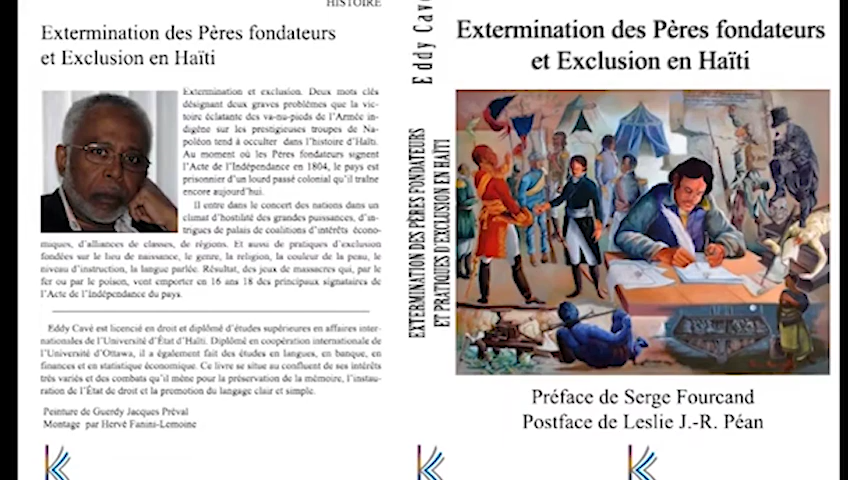 HISTOIRE
Extermination des Pères fondateurs
et Exclusion en Haïti
Extermination et exclusion. Deux mots clés
désignant deux graves problèmes que la vic-
toire éclatante des va-nu-pieds de l'Armée in-
digène sur les prestigieuses troupes de Na-
poléon tend à occulter dans l'histoire d'Haïti.
Au moment où les Pères fondateurs signent
l'Acte de l'Indépendance en 1804, le pays est
prisonnier d'un lourd passé colonial qu'il traîne
encore aujourd'hui.
Il entre dans le concert des nations dans un
climat d'hostilité des grandes puissances, d'in-
trigues de palais de coalitions d'intérêts écono-
miques, d'alliances de classes, de régions. Et aussi de pratiques d'exclusion
fondées sur le lieu de naissance, le genre, la religion, la couleur de la peau, le
niveau d'instruction, la langue parlée. Résultat, des jeux de massacres qui, par le
fer ou par le poison, vont emporter en 16 ans 18 des principaux signataires de
l'Acte de l'Indépendance du pays.
Eddy Cavé est licencié en droit et diplômé d'études supérieures en affaires inter-
nationales de l'Université d'État d'Haïti. Diplômé en coopération internationale de
l'Université d'Ottawa, il a également fait des études en langues, en banque, en
finances et en statistique économique. Ce livre se situe au confluent de ses intérêts
très variés et des combats qu'il mène pour la préservation de la mémoire, l'instau-
ration de l'État de droit et la promotion du langage clair et simple.
Peinture de Guerdy Jacques Préval
Montage par Hervé Fanini-Lemoine
Eddy Cavé
EXTERMINATION DES PÈRES FONDATEURS
ET PRATIQUES D'EXCLUSION EN HAÏTI
Extermination des Pères fondateurs
et Exclusion en Haïti
Préface de Serge Fourcand
Postface de Leslie J.-R. Péan